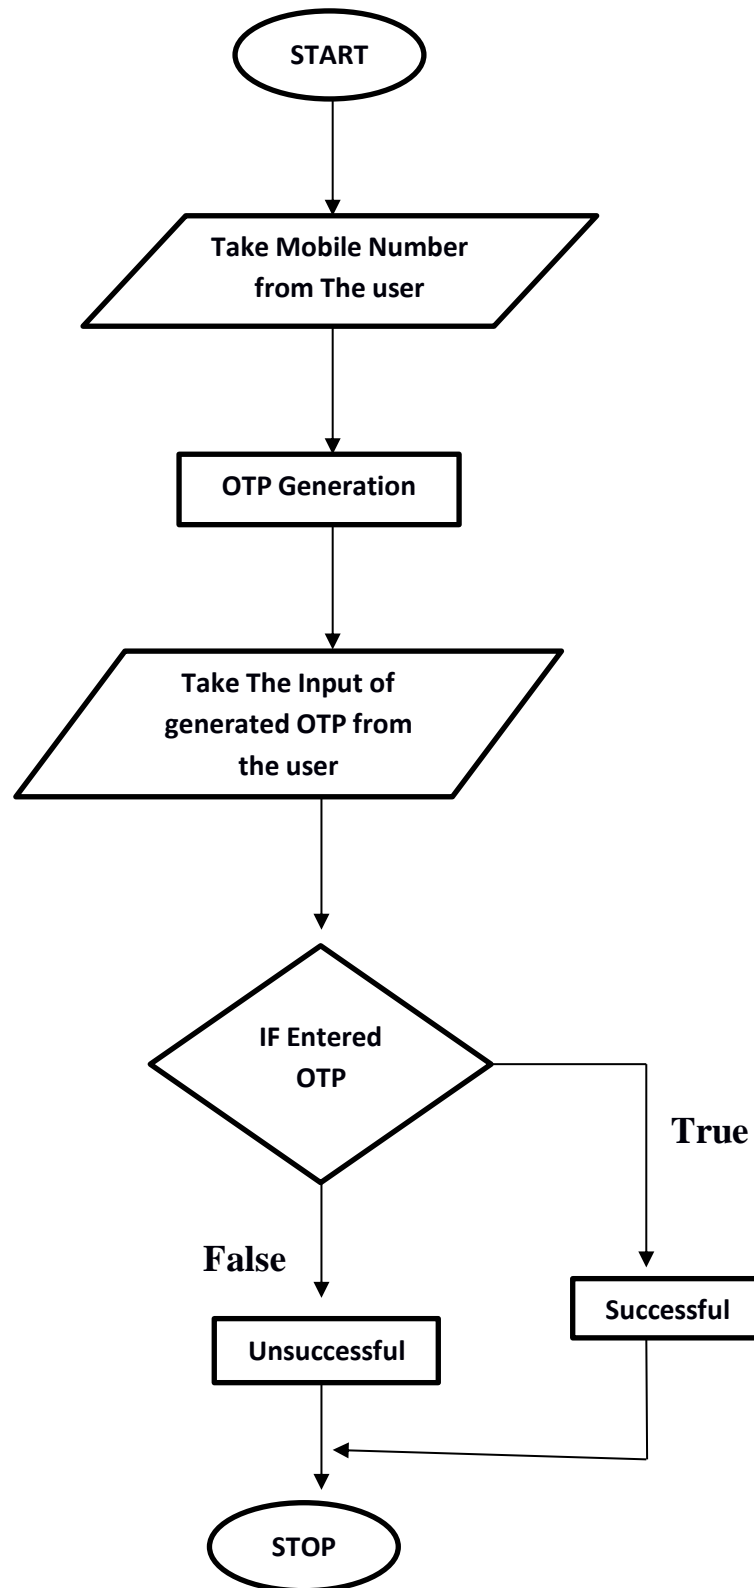 START
Take Mobile Number
from The user
OTP Generation
Take The Input of
generated OTP from
the user
IF Entered
OTP
True
False
Successful
Unsuccessful
STOP